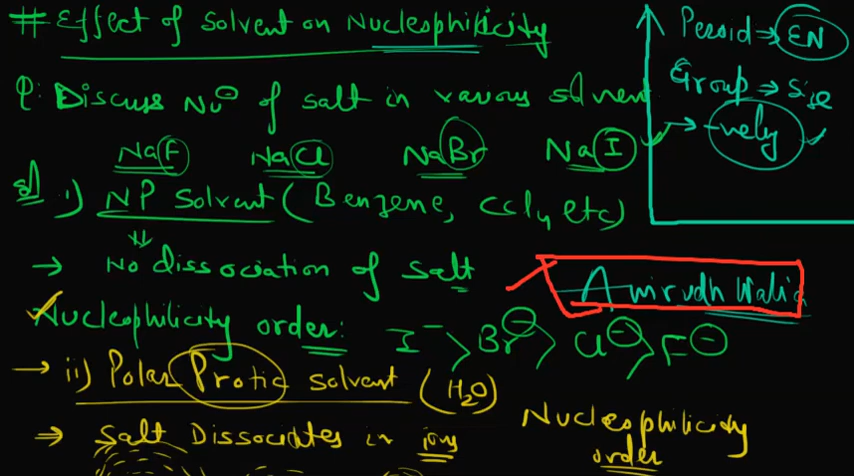 # Effect of Solvent on Nucleophilicity
Q: Discuss Nu⊖ of salt in various solvent
NaF NaCl NaBr NaI
sol i) NP Solvent (Benzene, CCl4 etc)
→ No dissociation of salt
Nucleophilicity order: I⁻ > Br⊖ > Cl⊖ > F⊖
→ ii) Polar Protic solvent (H2O)
⇒ Salt Dissociates in ions
Period → EN
Group ⇒ Size
→ -vely
Anirudh Walia
Nucleophilicity
order